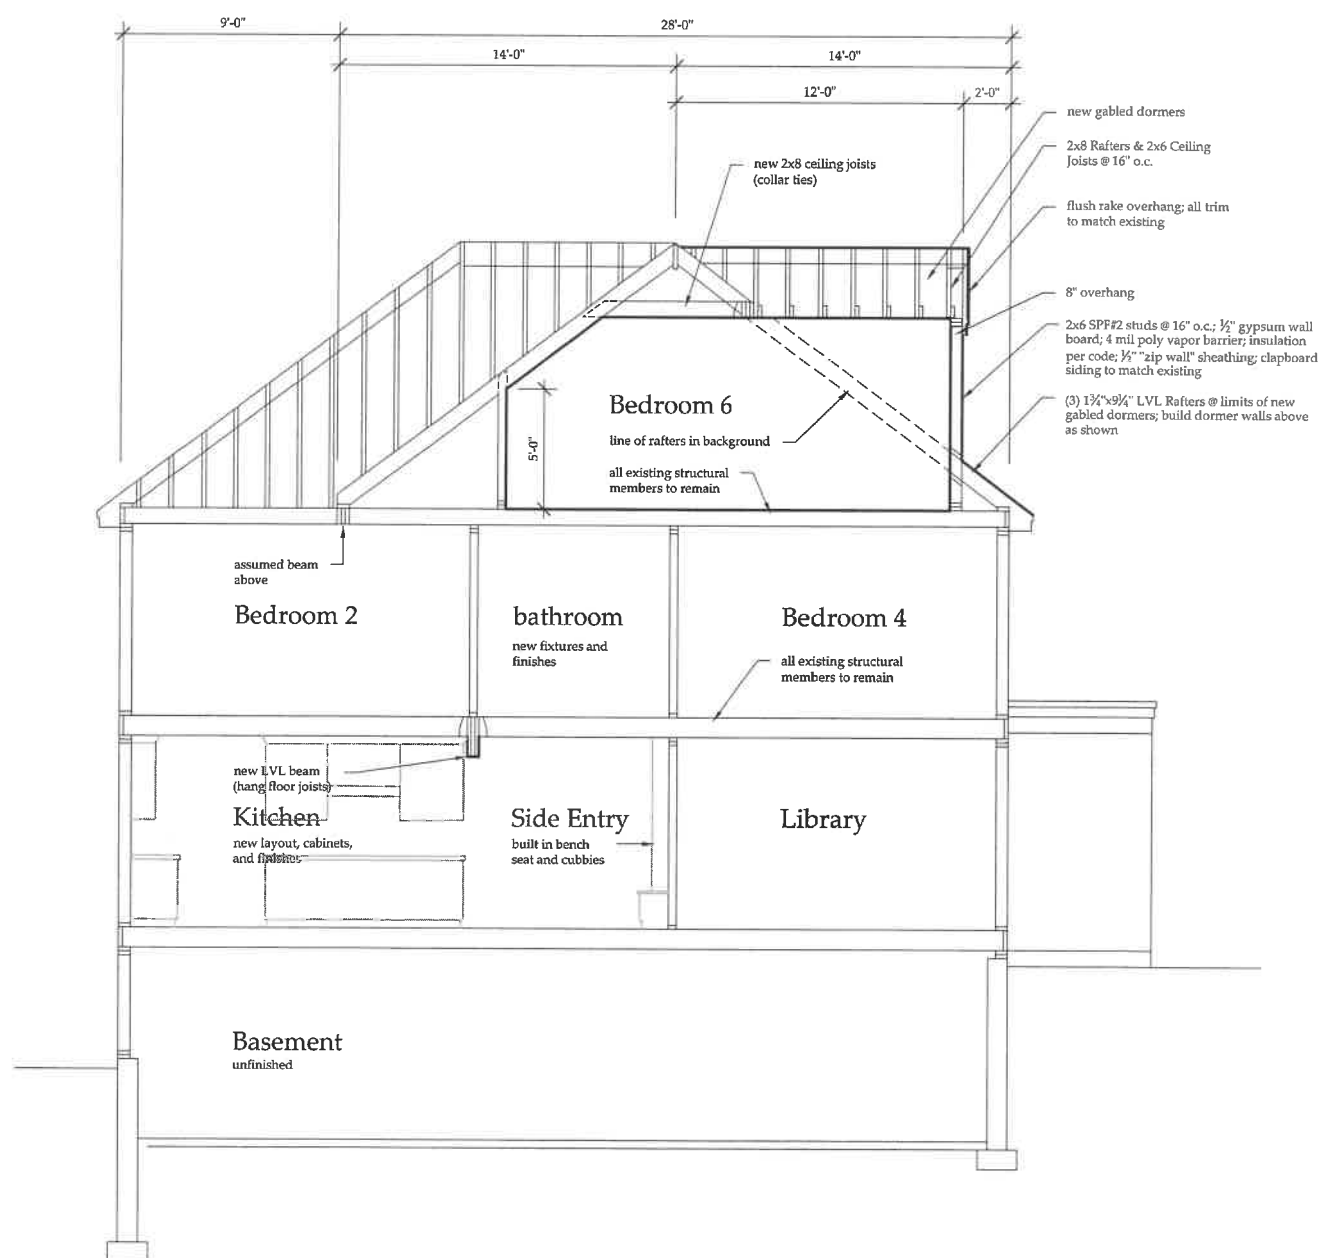 9'-0"
28'-0"
14'-0"
14'-0"
12'-0"
2'-0"
new gabled dormers
2x8 Rafters & 2x6 Ceiling
Joists @ 16" o.c.
new 2x8 ceiling joists
(collar ties)
flush rake overhang; all trim
to match existing
8" overhang
2x6 SPF#2 studs @ 16" o.c.; ½" gypsum wall
board; 4 mil poly vapor barrier; insulation
per code; ½" "zip wall" sheathing; clapboard
siding to match existing
(3) 1¾"x9¼" LVL Rafters @ limits of new
gabled dormers; build dormer walls above
as shown
Bedroom 6
line of rafters in background
5'-0"
all existing structural
members to remain
assumed beam
above
Bedroom 2
bathroom
new fixtures and
finishes
Bedroom 4
all existing structural
members to remain
new LVL beam
(hang floor joists)
Kitchen
new layout, cabinets,
and finishes
Side Entry
built in bench
seat and cubbies
Library
Basement
unfinished